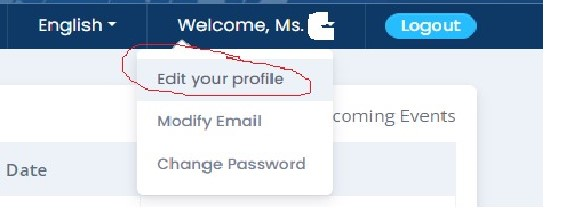 English Welcome, Ms. Logout
Edit your profile
Modify Email
coming Events
Change Password
Date